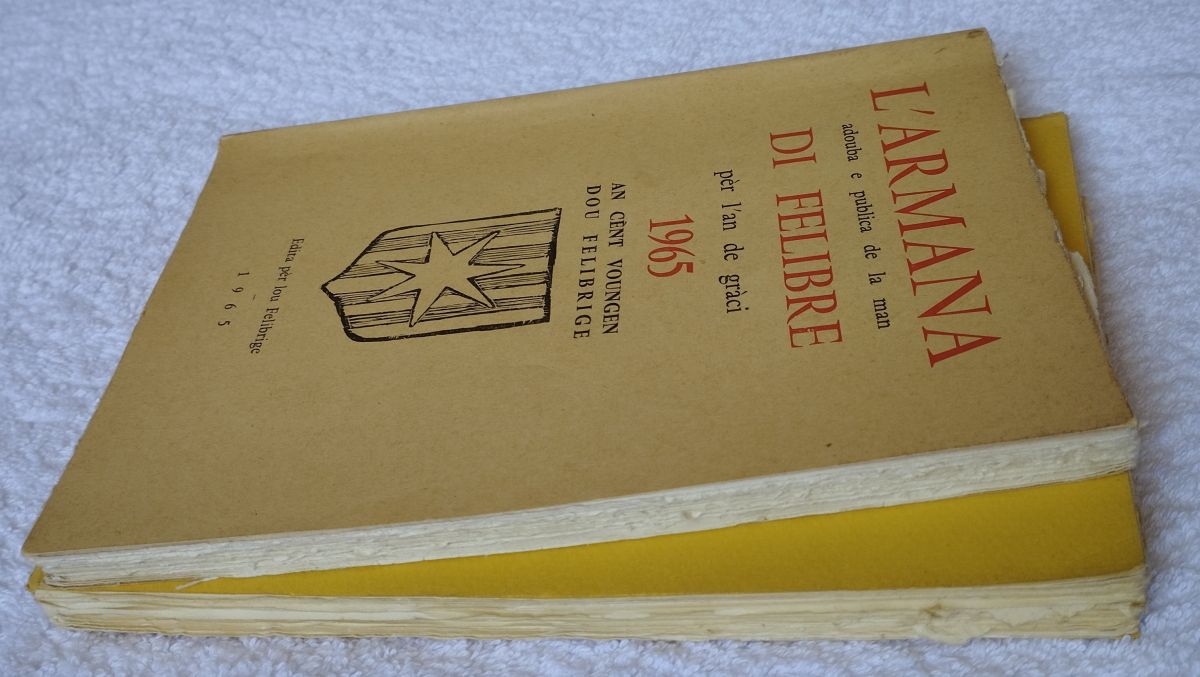 L'ARMANA
adouba e publica de la man
DI FELIBRE
pèr l'an de gràci
1965
AN CÈNT VOUNGEN
DOU FELIBRIGE
Edita pèr lou Felibrige
1965